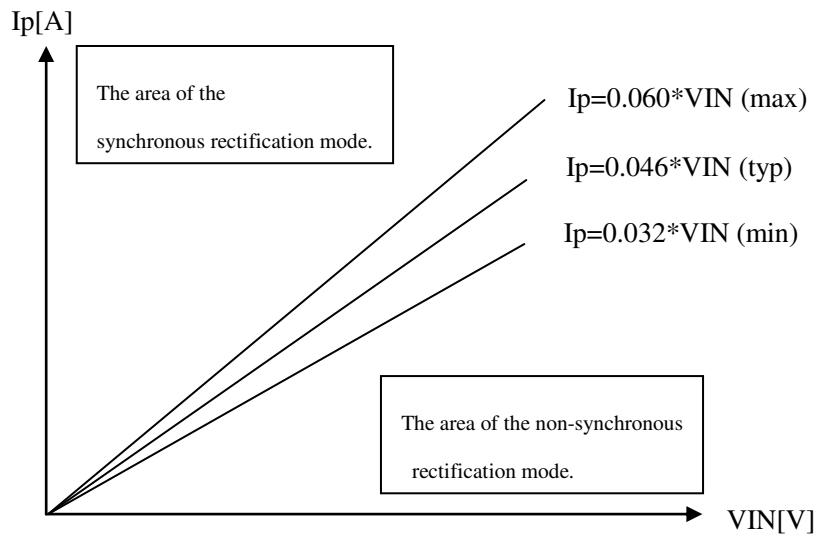 Ip[A]
The area of the
synchronous rectification mode.
Ip=0.060*VIN (max)
Ip=0.046*VIN (typ)
Ip=0.032*VIN (min)
The area of the non-synchronous
rectification mode.
VIN[V]